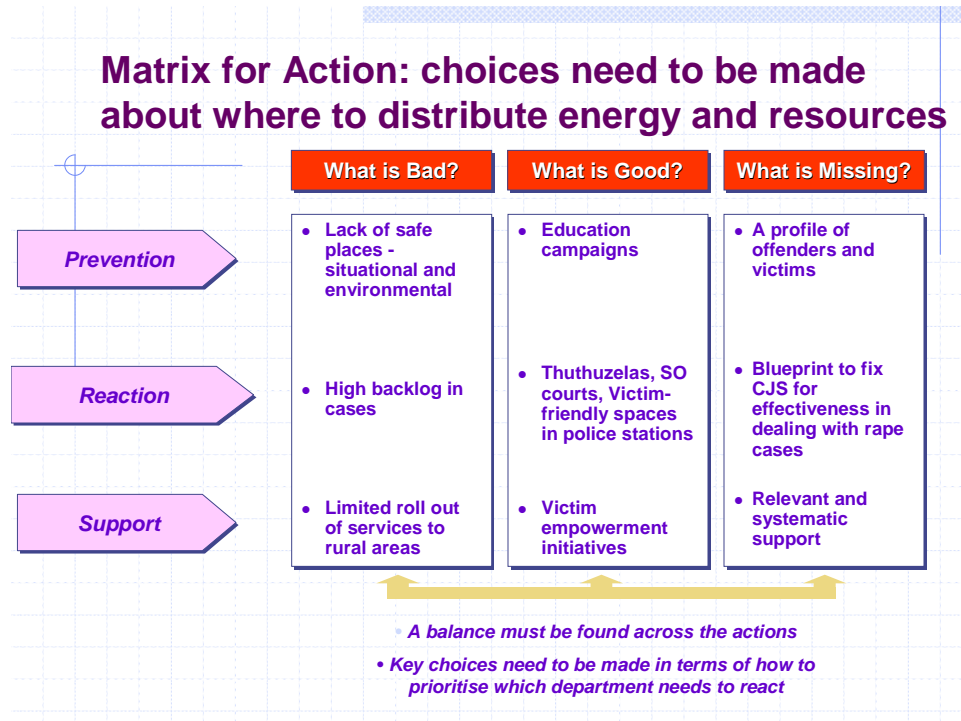 Matrix for Action: choices need to be made
about where to distribute energy and resources
What is Bad?
What is Good?
What is Missing?
Prevention
• Lack of safe
places -
situational and
environmental
• Education
campaigns
• A profile of
offenders and
victims
Reaction
• High backlog in
cases
• Thuthuzelas, SO
courts, Victim-
friendly spaces
in police stations
• Blueprint to fix
CJS for
effectiveness in
dealing with rape
cases
Support
• Limited roll out
of services to
rural areas
• Victim
empowerment
initiatives
• Relevant and
systematic
support
• A balance must be found across the actions
• Key choices need to be made in terms of how to
prioritise which department needs to react